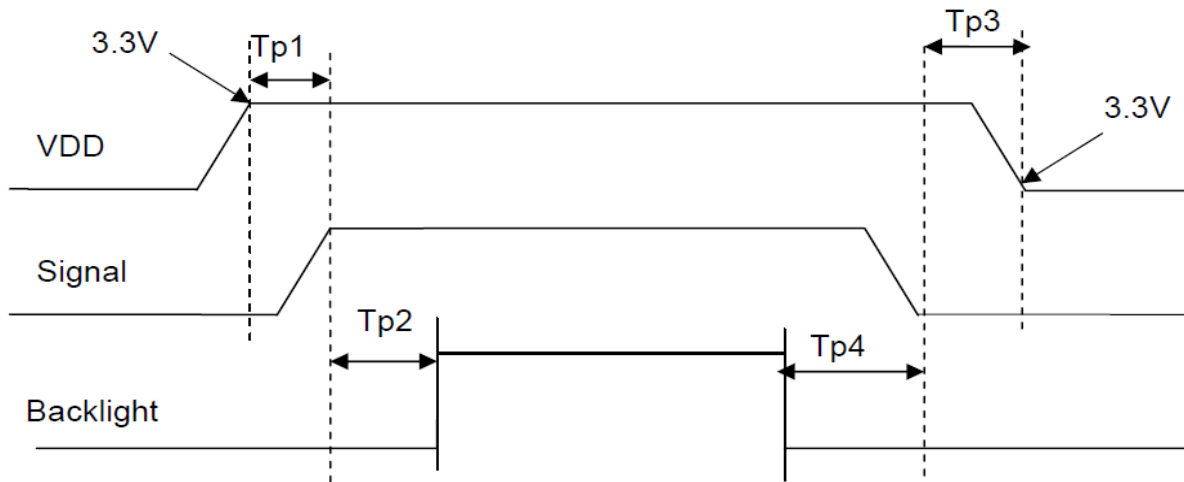 3.3V
Tp1
Tp3
VDD
3.3V
Signal
Tp2
Tp4
Backlight